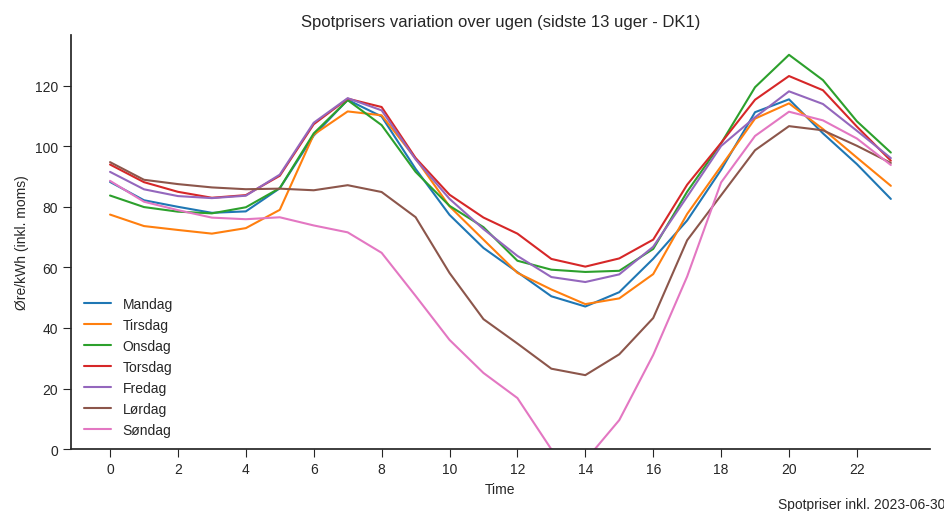 Spotprisers variation over ugen (sidste 13 uger - DK1)
Øre/kWh (inkl. moms)
120
100
80
60
40
20
0
Mandag
Tirsdag
Onsdag
Torsdag
Fredag
Lørdag
Søndag
0 2 4 6 8 10 12 14 16 18 20 22
Time
Spotpriser inkl. 2023-06-30